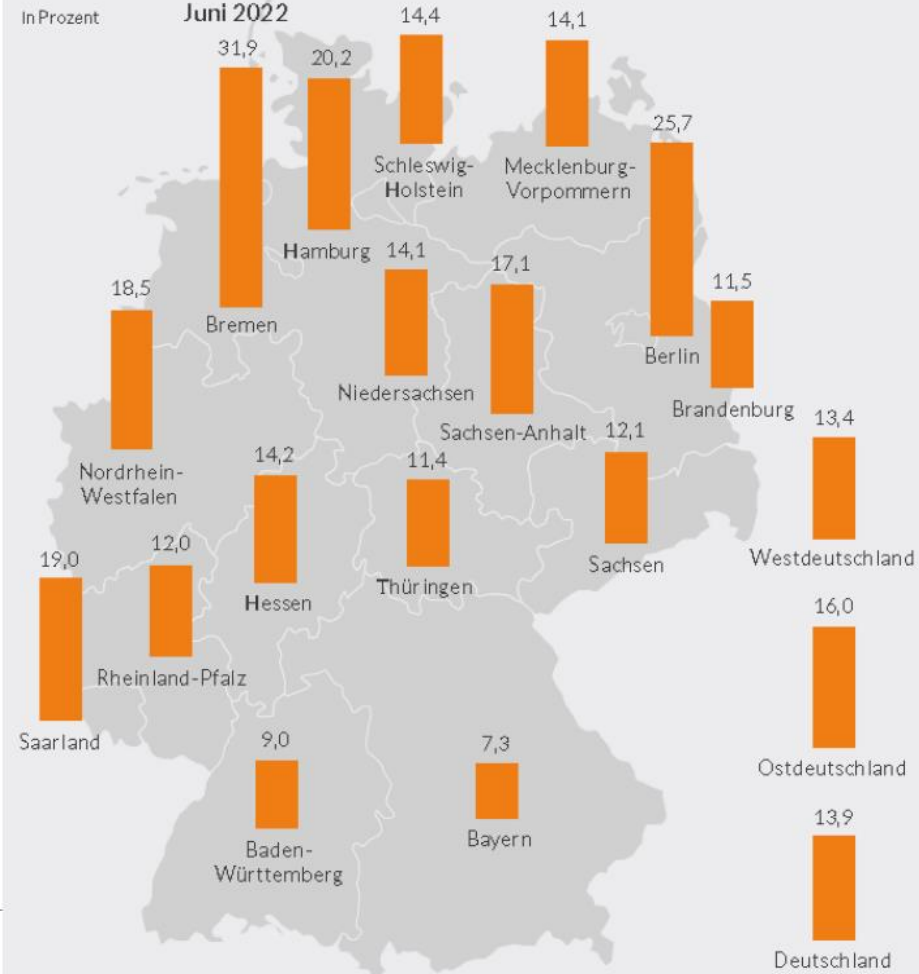 In Prozent
Juni 2022
31,9
Bremen
20,2
Hamburg
14,4
Schleswig-
Holstein
14,1
Mecklenburg-
Vorpommern
25,7
Berlin
11,5
Brandenburg
18,5
Nordrhein-
Westfalen
14,1
Niedersachsen
17,1
Sachsen-Anhalt
12,1
Sachsen
13,4
Westdeutschland
14,2
Hessen
11,4
Thüringen
19,0
Saarland
12,0
Rheinland-Pfalz
16,0
Ostdeutschland
9,0
Baden-
Württemberg
7,3
Bayern
13,9
Deutschland